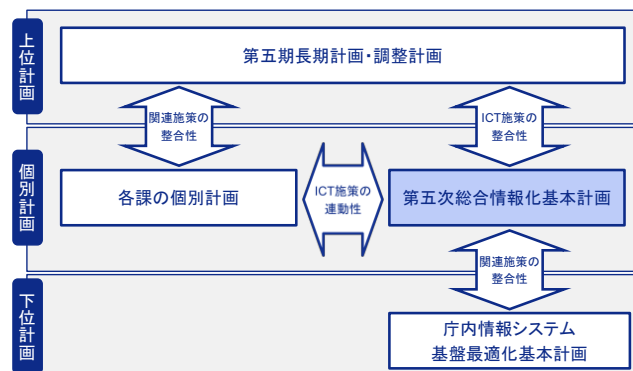 上位計画
第五期長期計画・調整計画
関連施策の
整合性
ICT施策の
整合性
個別計画
各課の個別計画
ICT施策の
連動性
第五次総合情報化基本計画
関連施策の
整合性
下位計画
庁内情報システム
基盤最適化基本計画